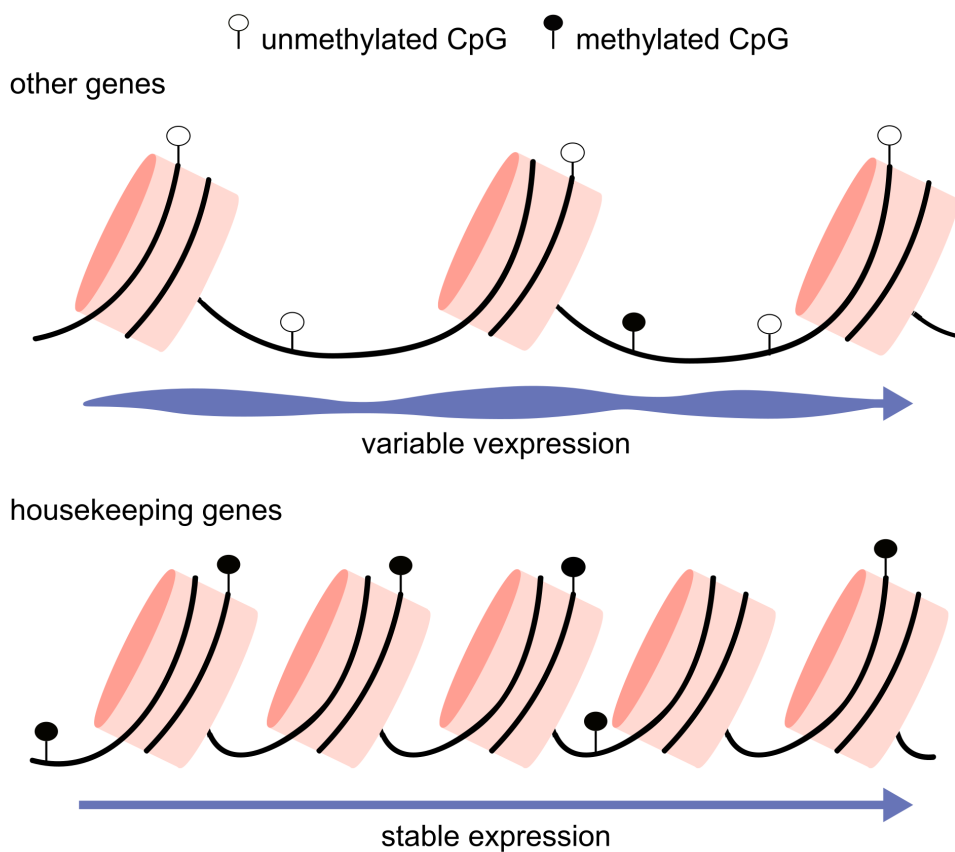 unmethylated CpG methylated CpG
other genes
variable vexpression
housekeeping genes
stable expression